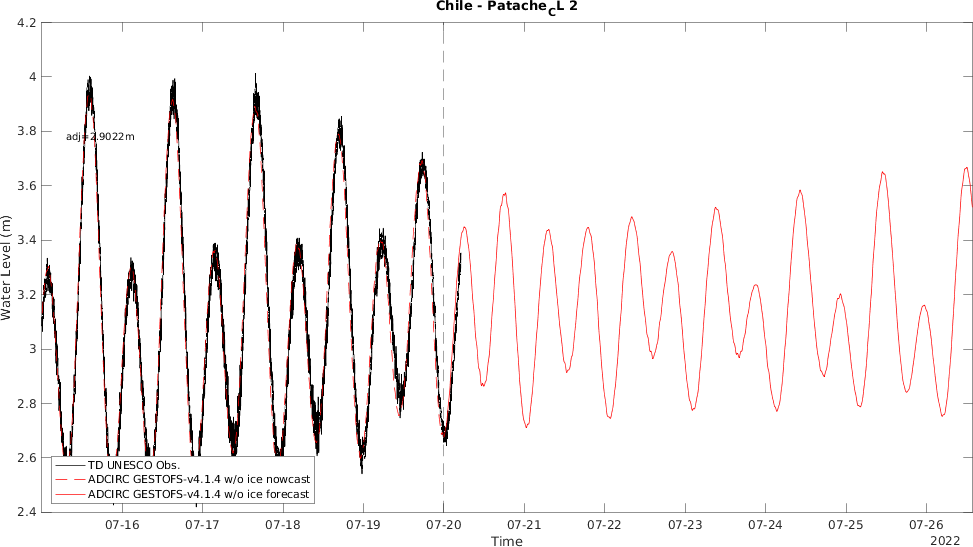 Chile - Patache_CL 2
4.2
4
3.8
3.6
3.4
3.2
3
2.8
2.6
2.4
Water Level (m)
adj=2.9022m
TD UNESCO Obs.
ADCIRC GESTOFS-v4.1.4 w/o ice nowcast
ADCIRC GESTOFS-v4.1.4 w/o ice forecast
07-16 07-17 07-18 07-19 07-20 07-21 07-22 07-23 07-24 07-25 07-26
Time
2022